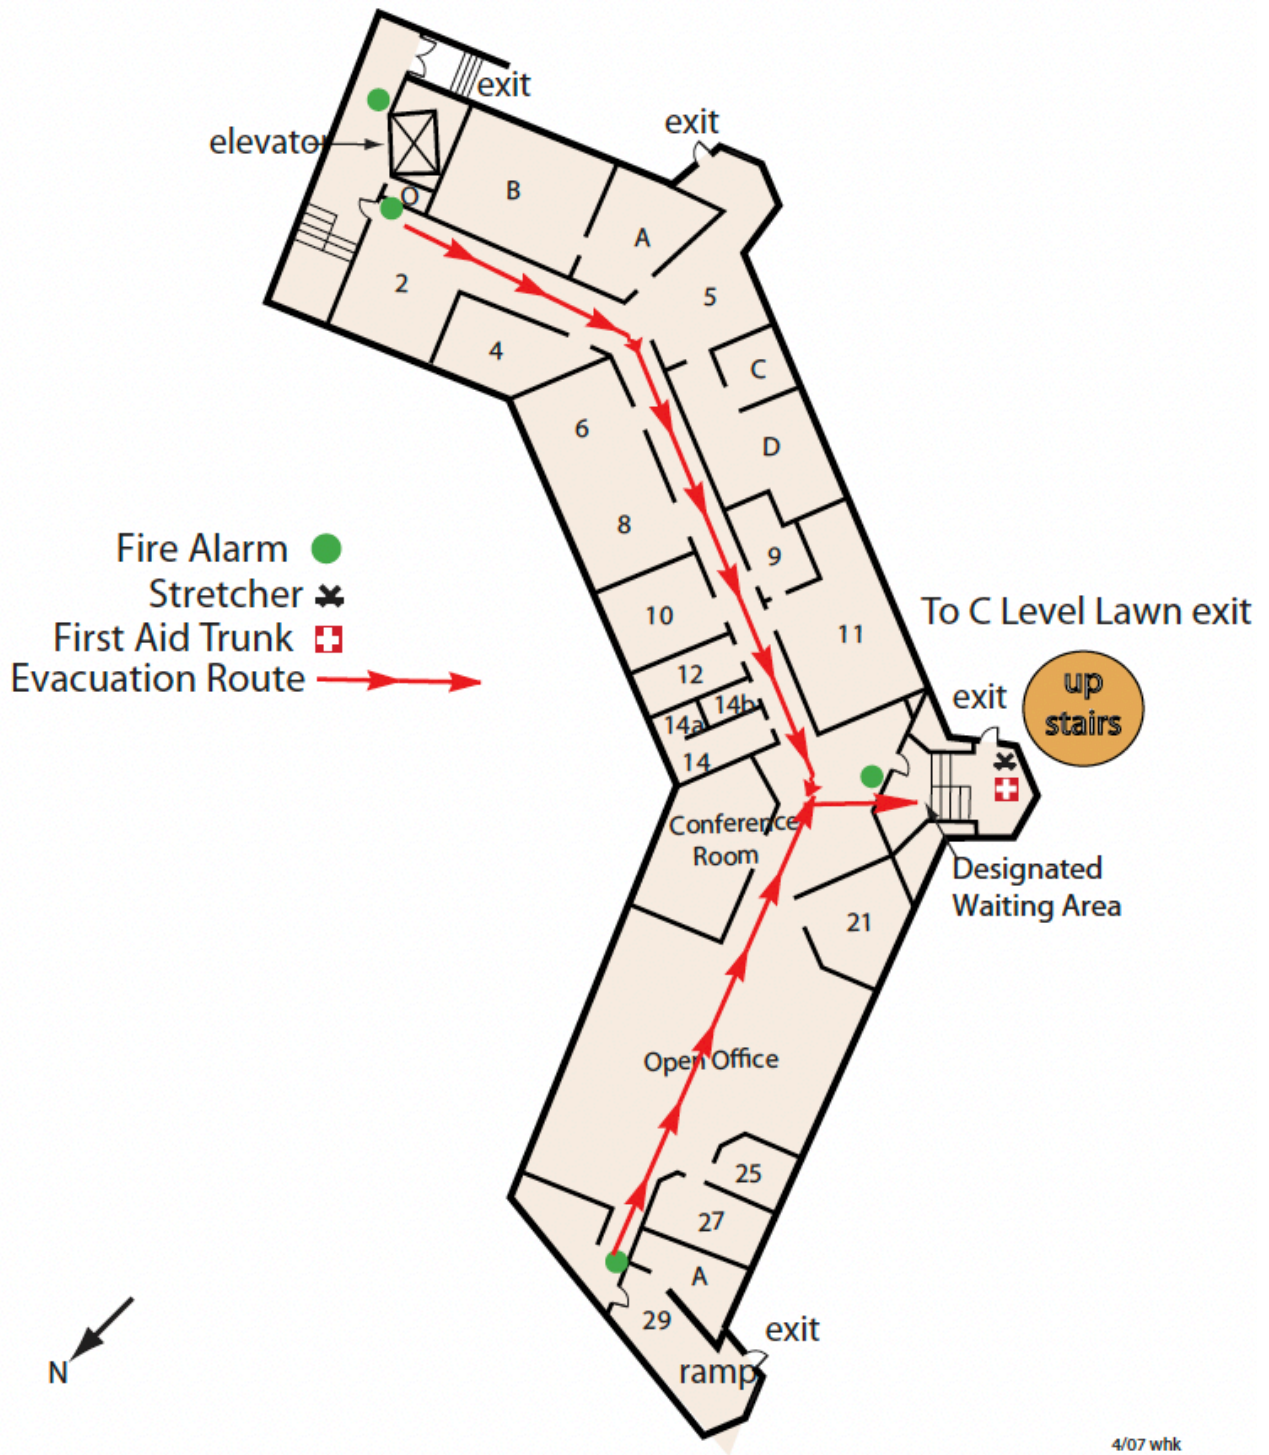 exit
exit
elevator
O
B
A
2
5
4
C
6
D
8
9
10
11
12
14b
14a
14
Fire Alarm
Stretcher
First Aid Trunk
Evacuation Route
To C Level Lawn exit
up
stairs
exit
Conference
Room
Designated
Waiting Area
21
Open Office
25
27
A
29
exit
ramp
N
4/07 whk